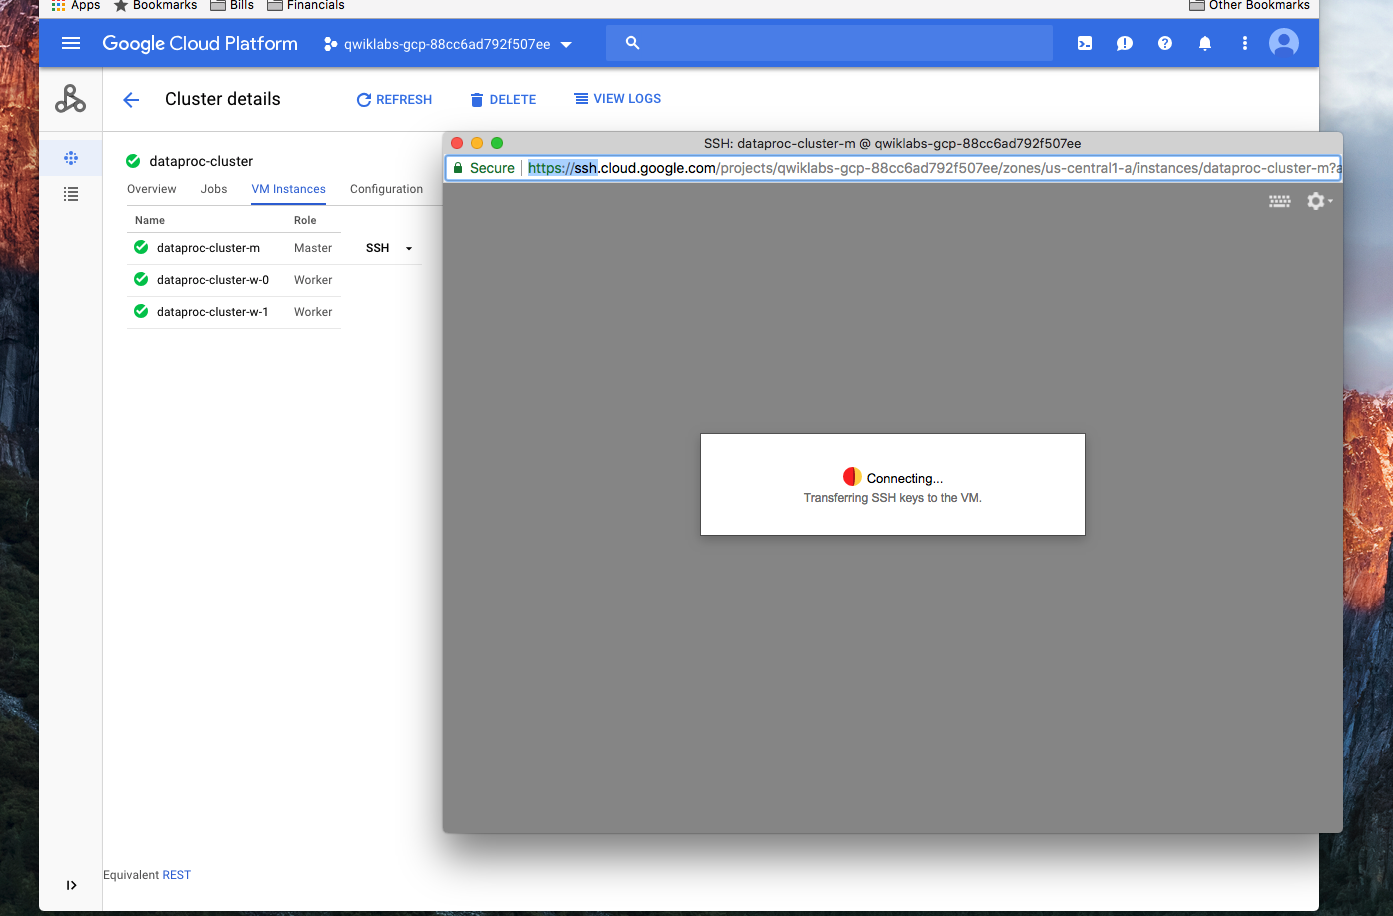 Apps Bookmarks Bills Financials Other Bookmarks
Google Cloud Platform qwiklabs-gcp-88cc6ad792f507ee
Cluster details REFRESH DELETE VIEW LOGS
dataproc-cluster
Overview Jobs VM Instances Configuration
Name Role
dataproc-cluster-m Master SSH
dataproc-cluster-w-0 Worker
dataproc-cluster-w-1 Worker
Equivalent REST
SSH: dataproc-cluster-m @ qwiklabs-gcp-88cc6ad792f507ee
Secure https://ssh.cloud.google.com/projects/qwiklabs-gcp-88cc6ad792f507ee/zones/us-central1-a/instances/dataproc-cluster-m?a
Connecting...
Transferring SSH keys to the VM.